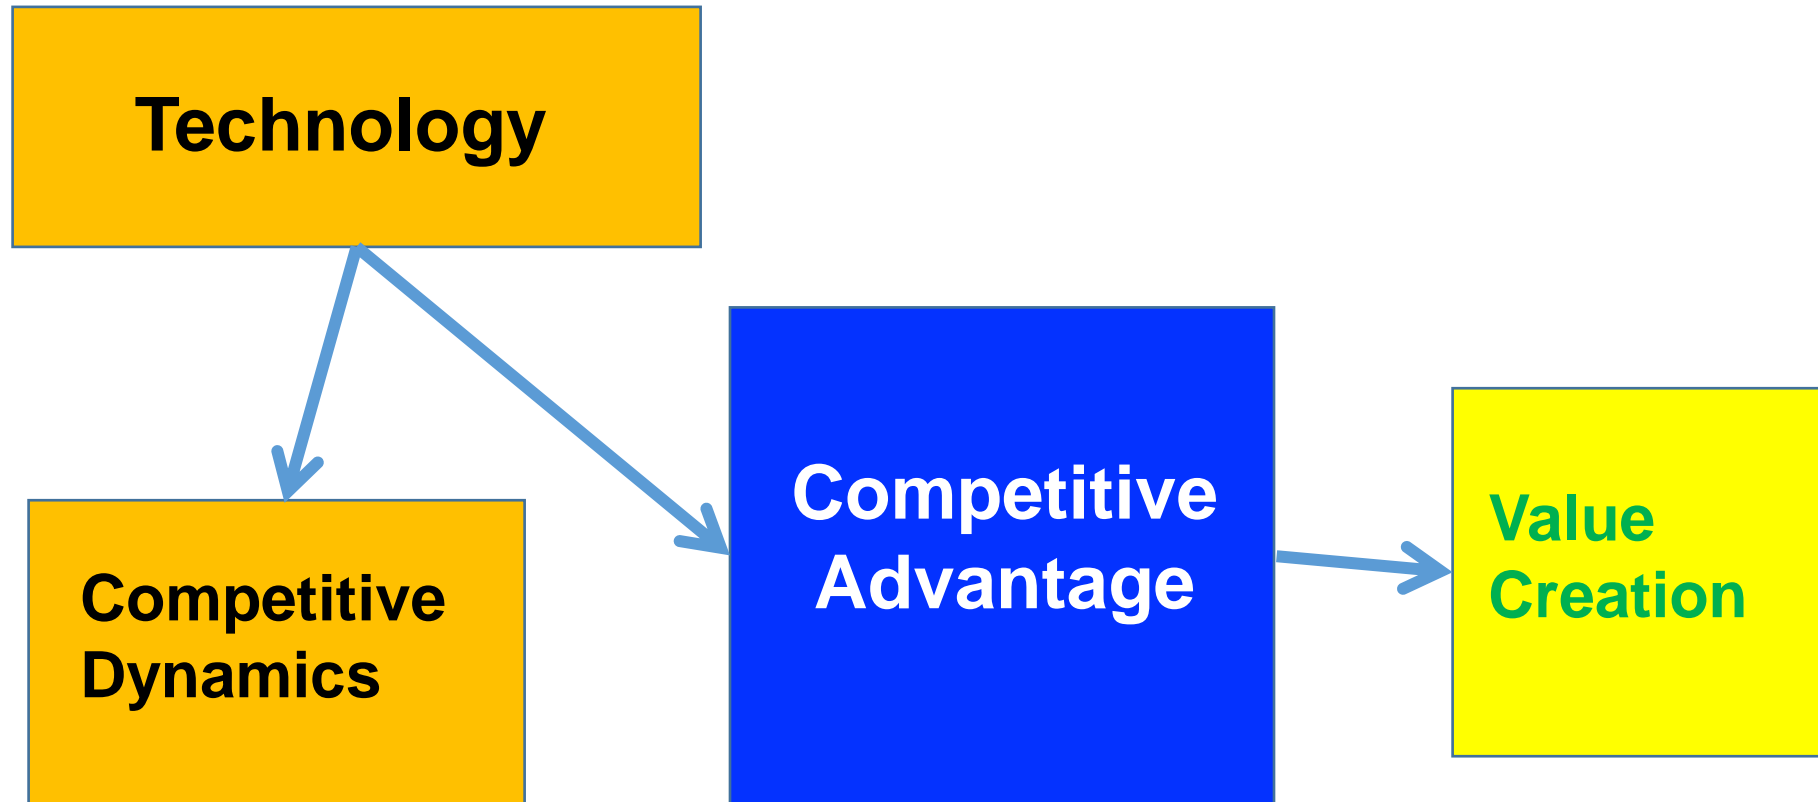 Technology
Competitive
Dynamics
Competitive
Advantage
Value
Creation